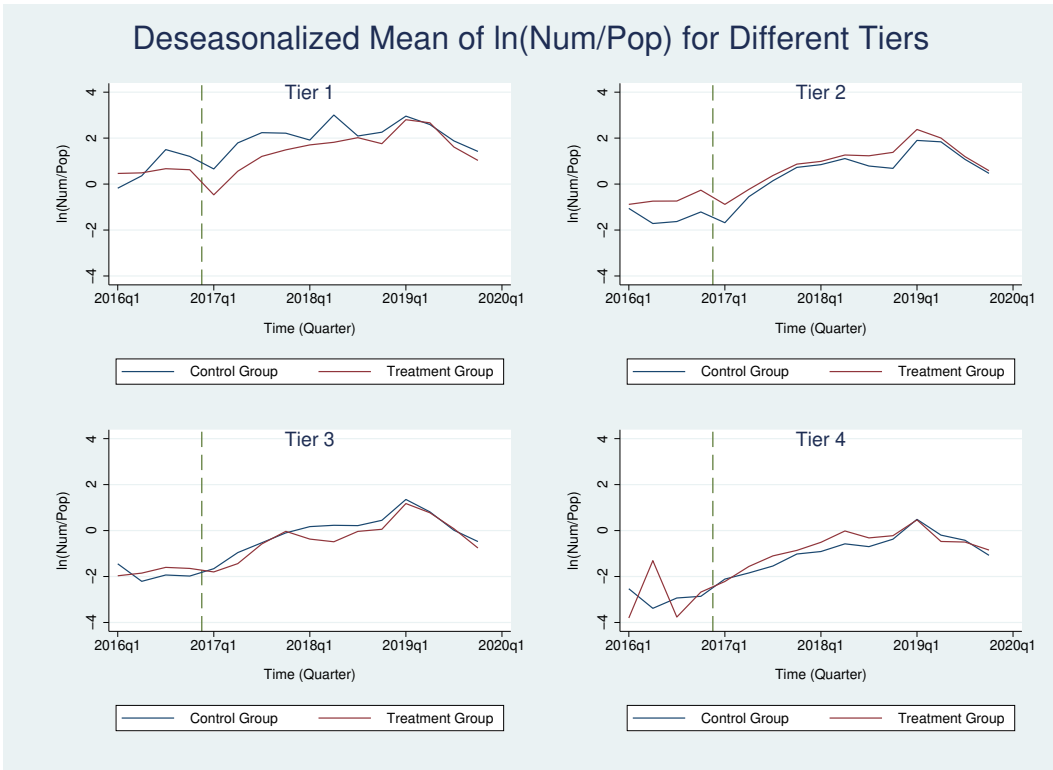 Deseasonalized Mean of ln(Num/Pop) for Different Tiers
Tier 1
ln(Num/Pop)
4
2
0
−2
−4
2016q1 2017q1 2018q1 2019q1 2020q1
Time (Quarter)
Control Group Treatment Group
Tier 2
ln(Num/Pop)
4
2
0
−2
−4
2016q1 2017q1 2018q1 2019q1 2020q1
Time (Quarter)
Control Group Treatment Group
Tier 3
ln(Num/Pop)
4
2
0
−2
−4
2016q1 2017q1 2018q1 2019q1 2020q1
Time (Quarter)
Control Group Treatment Group
Tier 4
ln(Num/Pop)
4
2
0
−2
−4
2016q1 2017q1 2018q1 2019q1 2020q1
Time (Quarter)
Control Group Treatment Group